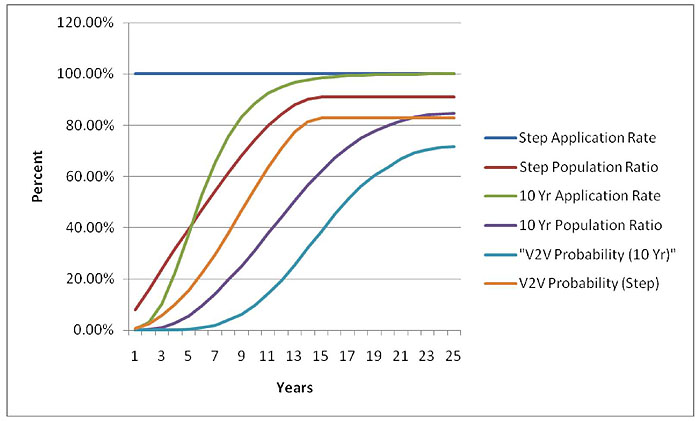 120.00%
100.00%
80.00%
60.00%
40.00%
20.00%
0.00%
Percent
1 3 5 7 9 11 13 15 17 19 21 23 25
Years
Step Application Rate
Step Population Ratio
10 Yr Application Rate
10 Yr Population Ratio
"V2V Probability (10 Yr)"
V2V Probability (Step)